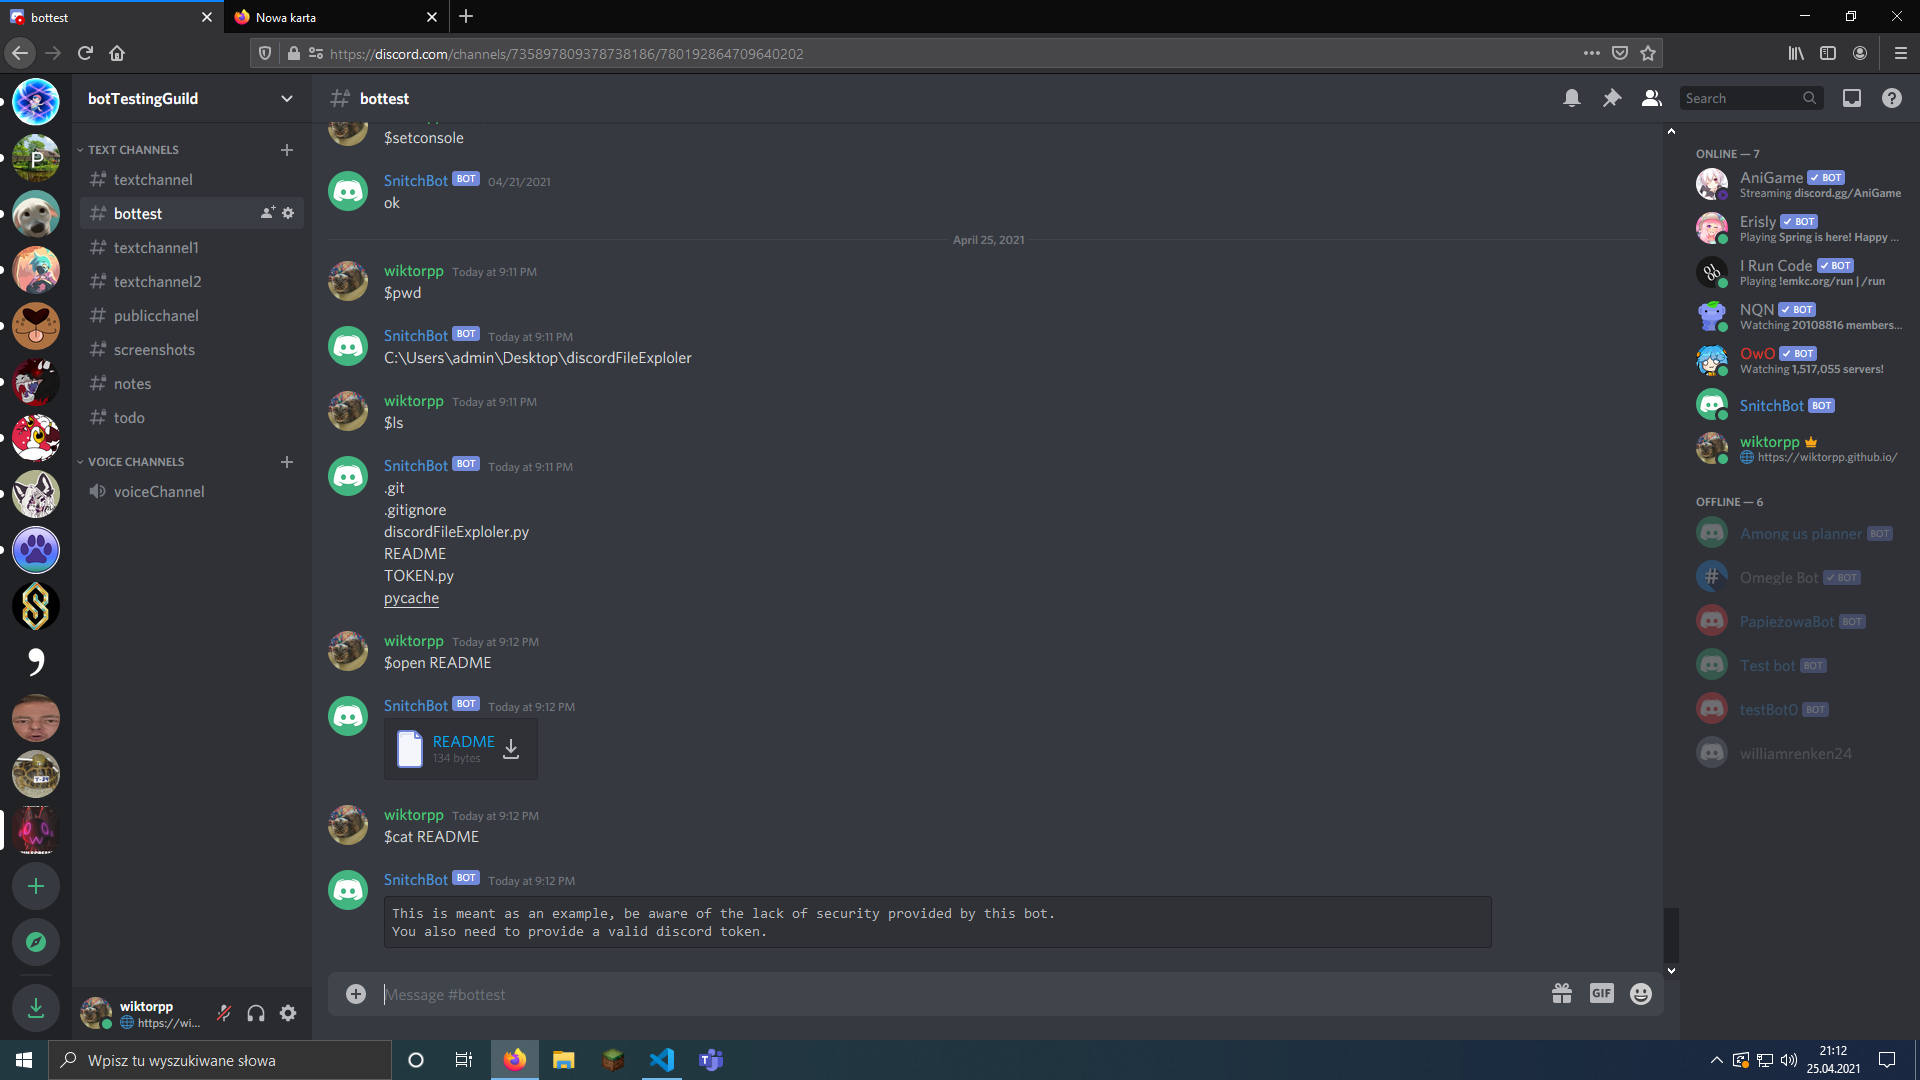 bottest
Nowa karta
https://discord.com/channels/735897809378738186/780192864709640202
P
botTestingGuild
TEXT CHANNELS
textchannel
bottest
textchannel1
textchannel2
publicchanel
screenshots
notes
todo
VOICE CHANNELS
voiceChannel
wiktorpp
https://wi...
bottest
Search
$setconsole
SnitchBot BOT 04/21/2021
ok
April 25, 2021
wiktorpp Today at 9:11 PM
$pwd
SnitchBot BOT Today at 9:11 PM
C:\Users\admin\Desktop\discordFileExploler
wiktorpp Today at 9:11 PM
$ls
SnitchBot BOT Today at 9:11 PM
.git
.gitignore
discordFileExploler.py
README
TOKEN.py
pycache
wiktorpp Today at 9:12 PM
$open README
SnitchBot BOT Today at 9:12 PM
README
134 bytes
wiktorpp Today at 9:12 PM
$cat README
SnitchBot BOT Today at 9:12 PM
This is meant as an example, be aware of the lack of security provided by this bot.
You also need to provide a valid discord token.
Message #bottest
GIF
ONLINE — 7
AniGame ✓ BOT
Streaming discord.gg/AniGame
Erisly ✓ BOT
Playing Spring is here! Happy ...
I Run Code ✓ BOT
Playing !emkc.org/run | /run
NQN ✓ BOT
Watching 20108816 members...
OwO ✓ BOT
Watching 1,517,055 servers!
SnitchBot BOT
wiktorpp
https://wiktorpp.github.io/
OFFLINE — 6
Among us planner BOT
Omegle Bot ✓ BOT
PapieżowaBot BOT
Test bot BOT
testBot0 BOT
williamrenken24
Wpisz tu wyszukiwane słowa
21:12
25.04.2021